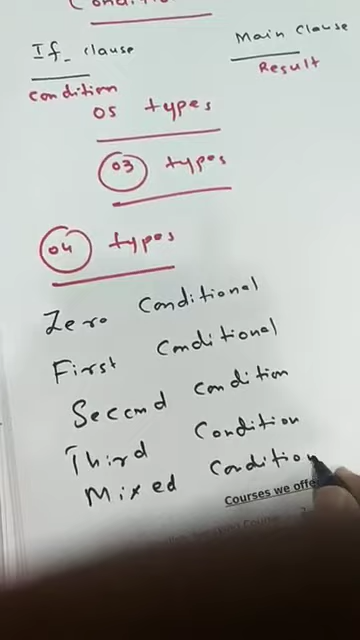 If - clause
Main Clause
Condition
Result
05 types
03 types
04 types
Zero Conditional
First Conditional
Second Condition
Third Condition
Mixed Condition
Courses we offe